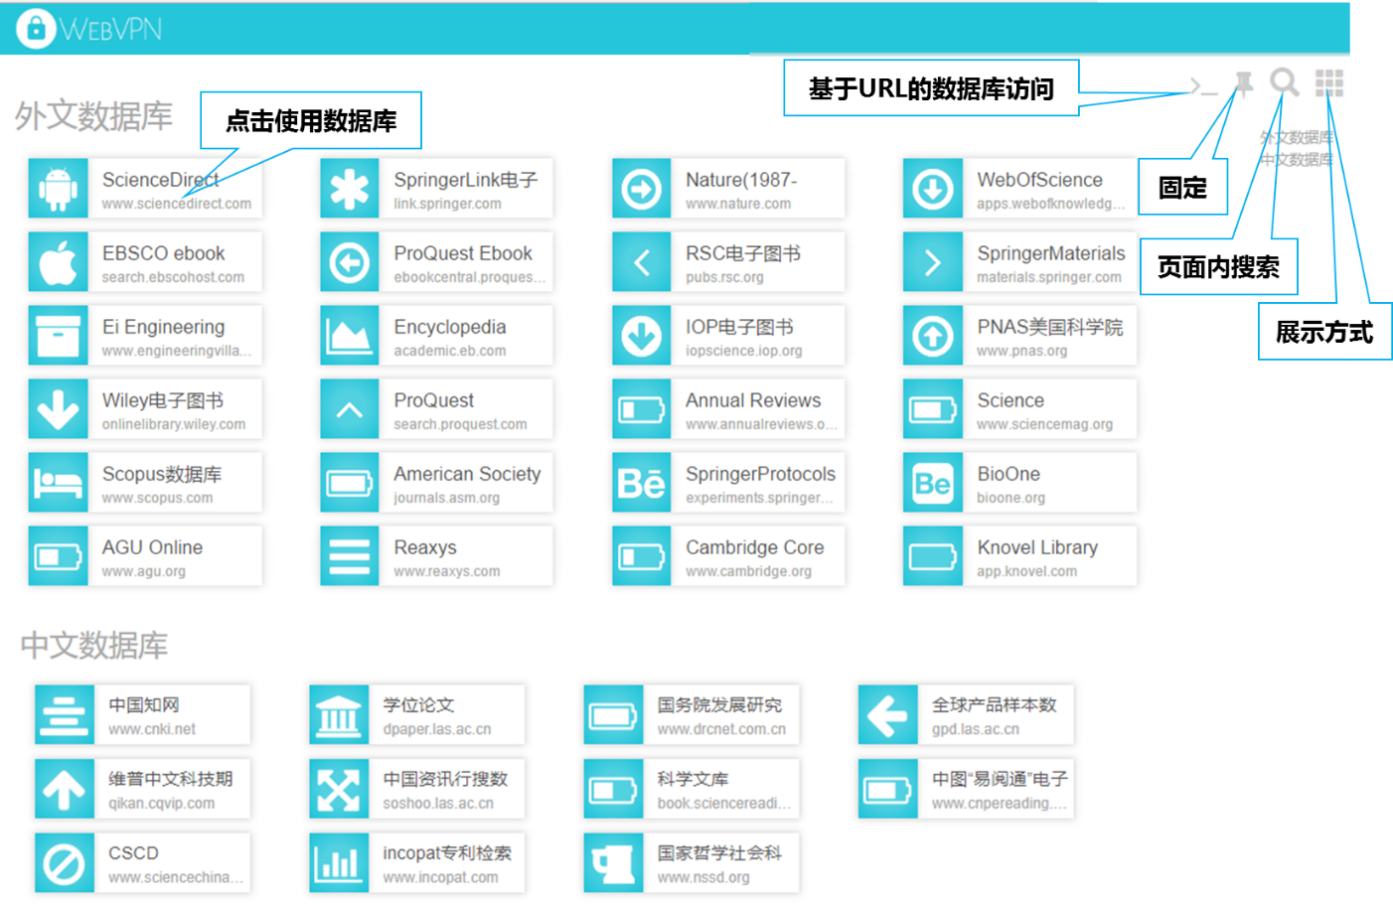 WEBVPN
基于URL的数据库访问
外文数据库
点击使用数据库
外文数据库
中文数据库
固定
页面内搜索
展示方式
ScienceDirect
www.sciencedirect.com
SpringerLink电子
link.springer.com
Nature(1987-
www.nature.com
WebOfScience
apps.webofknowledg...
EBSCO ebook
search.ebscohost.com
ProQuest Ebook
ebookcentral.proques...
RSC电子图书
pubs.rsc.org
SpringerMaterials
materials.springer.com
Ei Engineering
www.engineeringvilla...
Encyclopedia
academic.eb.com
IOP电子图书
iopscience.iop.org
PNAS美国科学院
www.pnas.org
Wiley电子图书
onlinelibrary.wiley.com
ProQuest
search.proquest.com
Annual Reviews
www.annualreviews.o...
Science
www.sciencemag.org
Scopus数据库
www.scopus.com
American Society
journals.asm.org
Bē
SpringerProtocols
experiments.springer...
Be
BioOne
bioone.org
AGU Online
www.agu.org
Reaxys
www.reaxys.com
Cambridge Core
www.cambridge.org
Knovel Library
app.knovel.com
中文数据库
中国知网
www.cnki.net
学位论文
dpaper.las.ac.cn
国务院发展研究
www.drcnet.com.cn
全球产品样本数
gpd.las.ac.cn
维普中文科技期
qikan.cqvip.com
中国资讯行搜数
soshoo.las.ac.cn
科学文库
book.sciencereadi...
中图“易阅通”电子
www.cnpereading....
CSCD
www.sciencechina...
incopat专利检索
www.incopat.com
国家哲学社会科
www.nssd.org